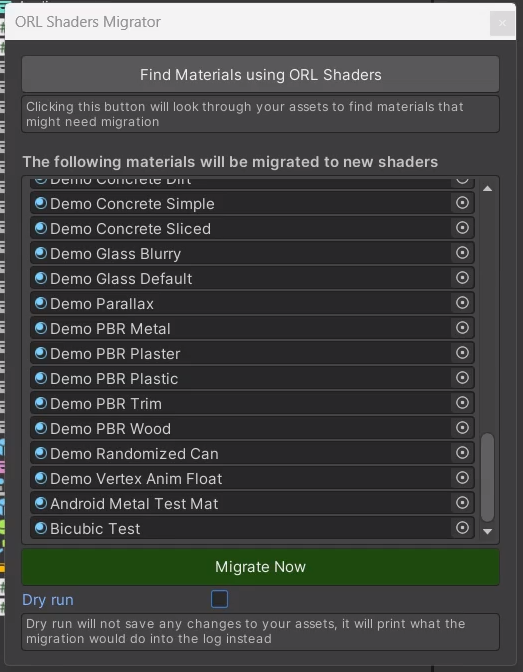 ORL Shaders Migrator
Find Materials using ORL Shaders
Clicking this button will look through your assets to find materials that
might need migration
The following materials will be migrated to new shaders
Demo Concrete Dirt
Demo Concrete Simple
Demo Concrete Sliced
Demo Glass Blurry
Demo Glass Default
Demo Parallax
Demo PBR Metal
Demo PBR Plaster
Demo PBR Plastic
Demo PBR Trim
Demo PBR Wood
Demo Randomized Can
Demo Vertex Anim Float
Android Metal Test Mat
Bicubic Test
Migrate Now
Dry run
Dry run will not save any changes to your assets, it will print what the
migration would do into the log instead